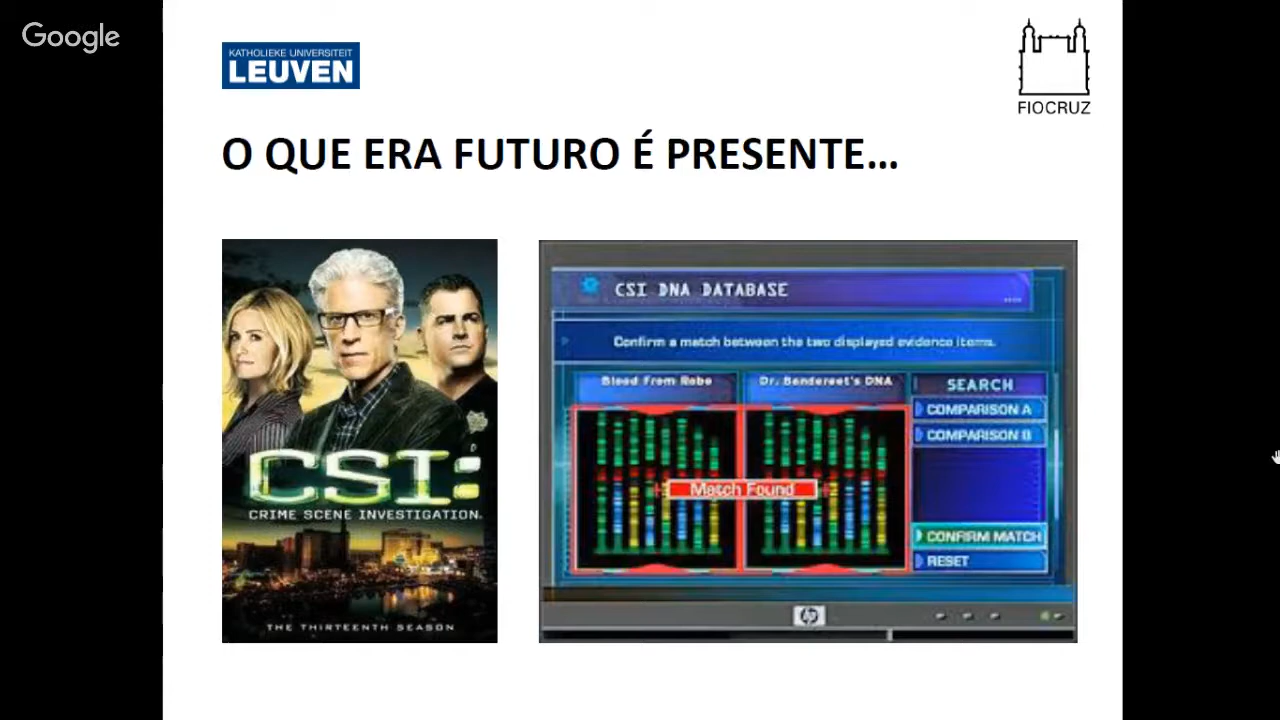 Google
KATHOLIEKE UNIVERSITEIT
LEUVEN
FIOCRUZ
O QUE ERA FUTURO É PRESENTE...
CSI:
CRIME SCENE INVESTIGATION
THE THIRTEENTH SEASON
CSI DNA DATABASE
Confirm a match between the two displayed evidence items.
Blood From Robe
Dr. Bendereet's DNA
SEARCH
COMPARISON A
COMPARISON B
Match Found
CONFIRM MATCH
RESET
hp